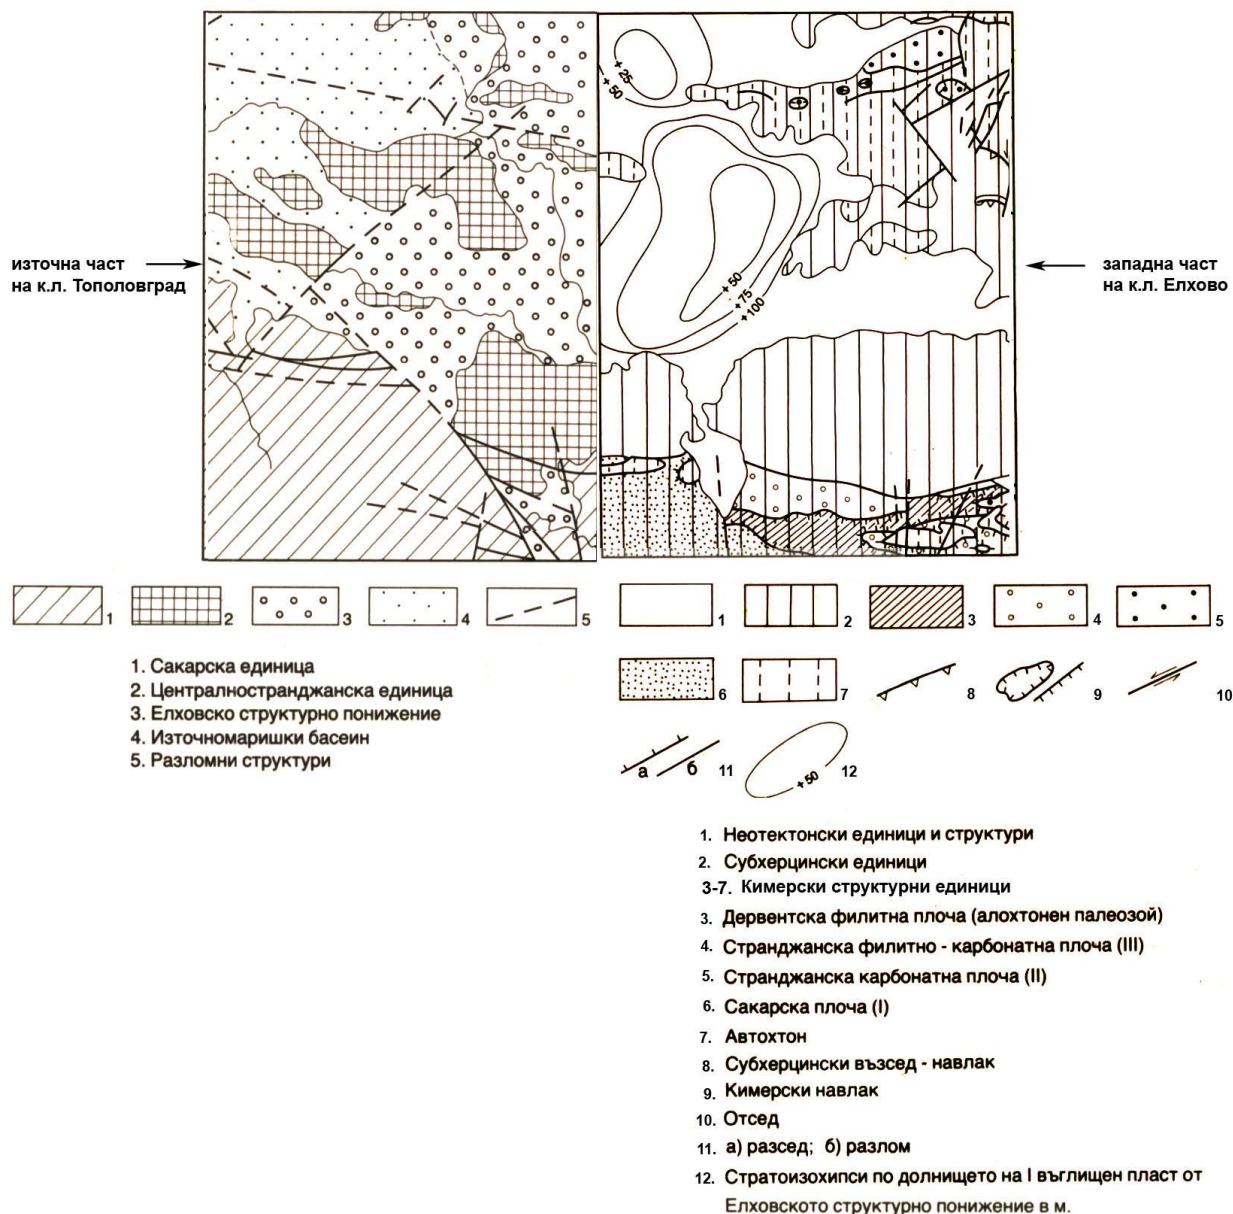 източна част
на к.л. Тополовград
западна част
на к.л. Елхово
+25
+50
+50
+75
+100
1
2
3
4
5
1. Сакарска единица
2. Централностранджанска единица
3. Елховско структурно понижение
4. Източномаришки басеин
5. Разломни структури
1
2
3
4
5
6
7
8
9
10
а б 11
+50
12
1. Неотектонски единици и структури
2. Субхерцински единици
3-7. Кимерски структурни единици
3. Дервентска филитна плоча (алохтонен палеозой)
4. Странджанска филитно - карбонатна плоча (III)
5. Странджанска карбонатна плоча (II)
6. Сакарска плоча (I)
7. Автохтон
8. Субхерцински възсед - навлак
9. Кимерски навлак
10. Отсед
11. а) разсед; б) разлом
12. Стратоизохипси по долнището на I въглищен пласт от
Елховското структурно понижение в м.